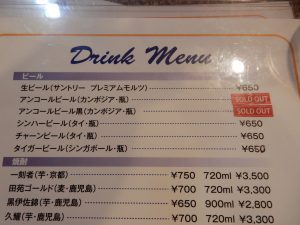 Drink Menu
ビール
生ビール(サントリー プレミアムモルツ) ¥650
アンコールビール(カンボジア・瓶) SOLD OUT
アンコールビール黒(カンボジア・瓶) SOLD OUT
シンハービール(タイ・瓶) ¥650
チャーンビール(タイ・瓶) ¥650
タイガービール(シンガポール・瓶) ¥650
焼酎
一刻者(芋・京都) ¥750 720ml ¥3,500
田苑ゴールド(麦・鹿児島) ¥700 720ml ¥3,300
黒伊佐錦(芋・鹿児島) ¥650 900ml ¥2,800
久耀(芋・鹿児島) ¥700 720ml ¥3,300